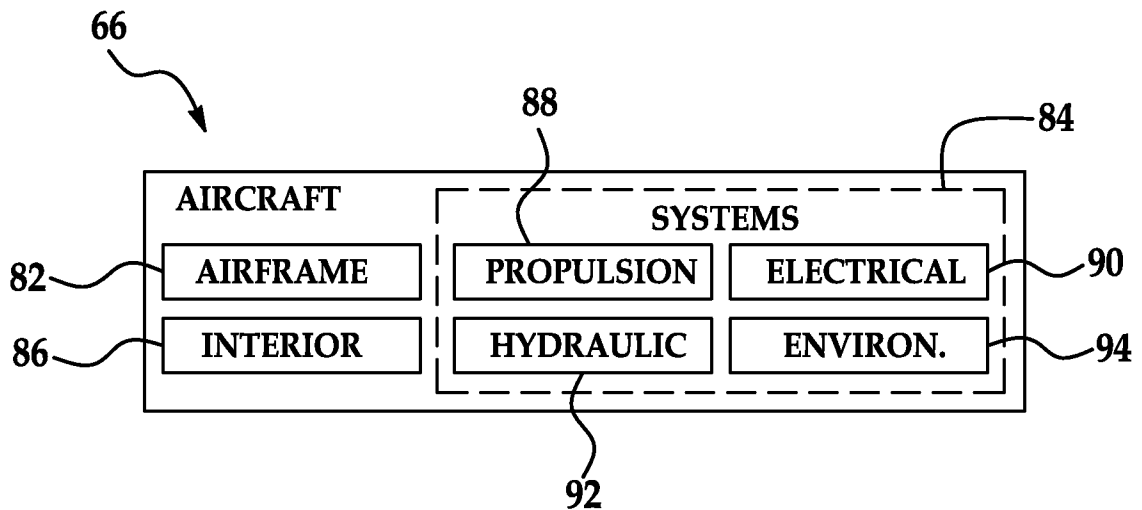 66
88
84
AIRCRAFT
SYSTEMS
82
AIRFRAME
PROPULSION
ELECTRICAL
90
86
INTERIOR
HYDRAULIC
ENVIRON.
94
92